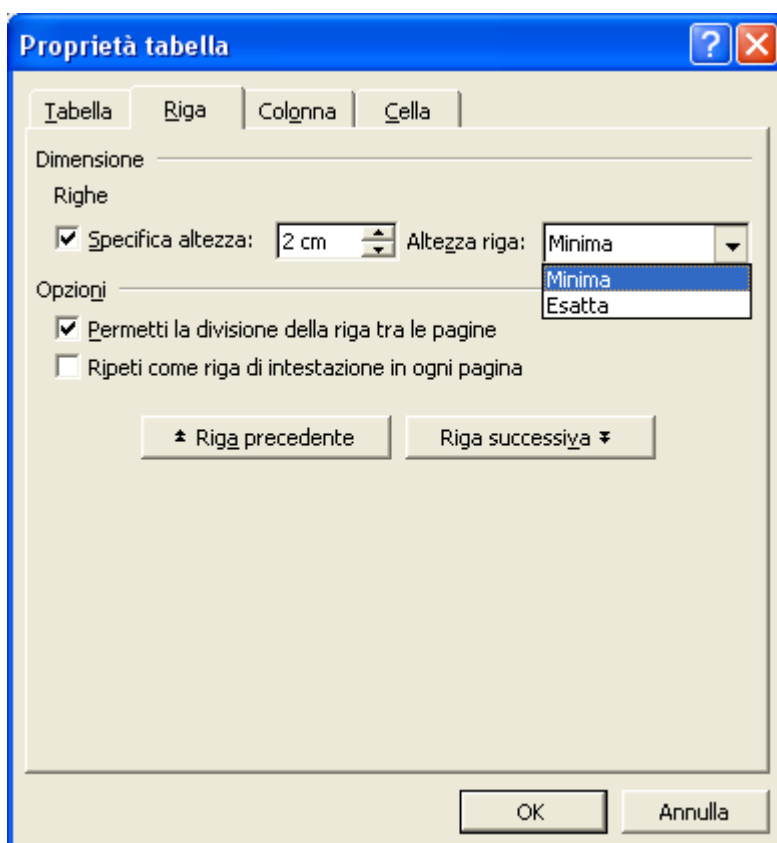 Proprietà tabella
Tabella Riga Colonna Cella
Dimensione
Righe
Specifica altezza: 2 cm Altezza riga: Minima
Minima
Esatta
Opzioni
Permetti la divisione della riga tra le pagine
Ripeti come riga di intestazione in ogni pagina
Riga precedente Riga successiva
OK Annulla